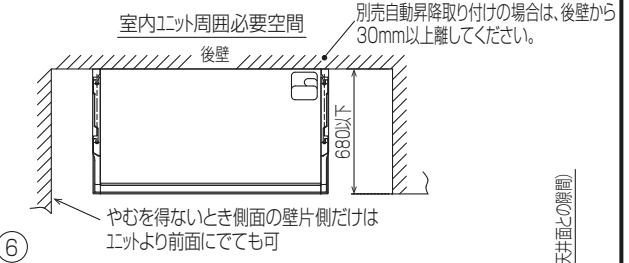 室内ユニット周囲必要空間
別売自動昇降取り付けの場合は、後壁から
30mm以上離してください。
後壁
680以下
やむを得ないとき側面の壁片側だけは
ユニットより前面にでても可
⑥
天井面との隙間)